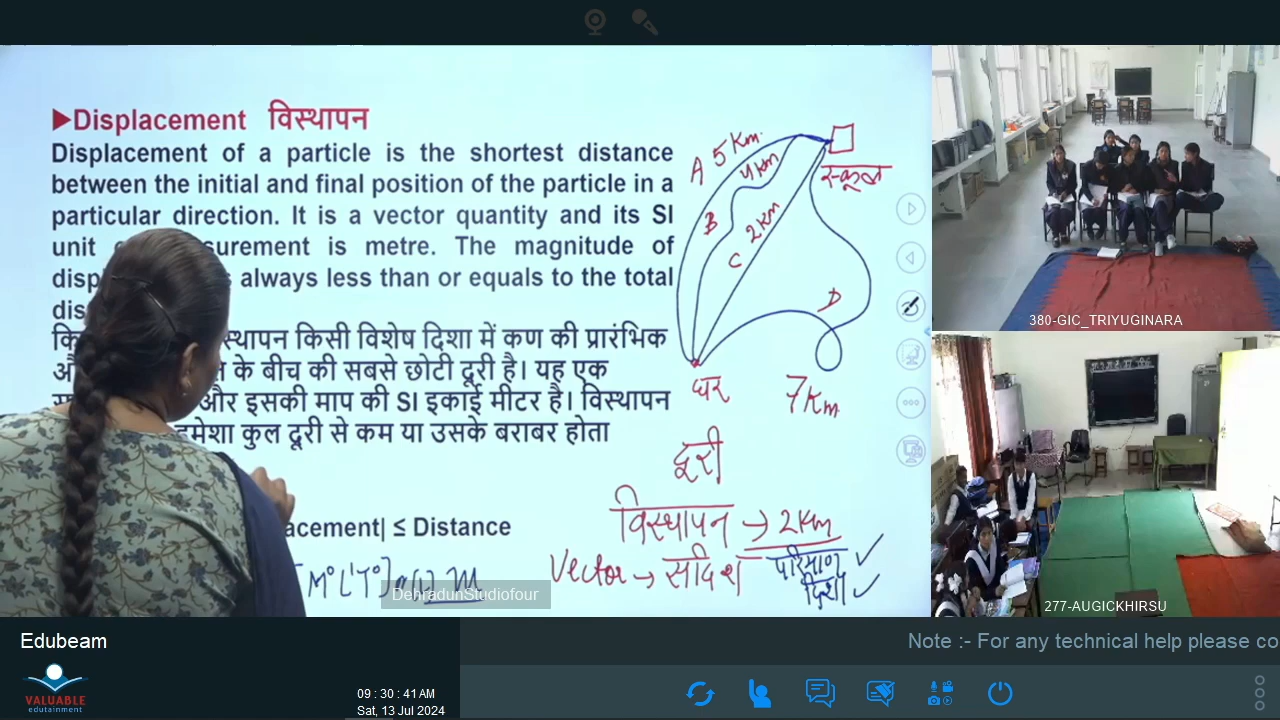 ▶Displacement विस्थापन
Displacement of a particle is the shortest distance
between the initial and final position of the particle in a
particular direction. It is a vector quantity and its SI
unit is metre. The magnitude of
always less than or equals to the total
किसी विशेष दिशा में कण की प्रारंभिक
के बीच की सबसे छोटी दूरी है। यह एक
और इसकी माप की SI इकाई मीटर है। विस्थापन
हमेशा कुल दूरी से कम या उसके बराबर होता
≤ Distance
[M⁰L¹T⁰] m
A 5 Km.
4 Km
B
2 Km
C
स्कूल
D
घर
7 Km
दूरी
विस्थापन → 2 Km
Vector → सदिश
परिमाण ✓
दिशा ✓
DehradunStudiofour
380-GIC_TRIYUGINARA
277-AUGICKHIRSU
Edubeam
VALUABLE
edutainment
09 : 30 : 41 AM
Sat, 13 Jul 2024
Note :- For any technical help please co